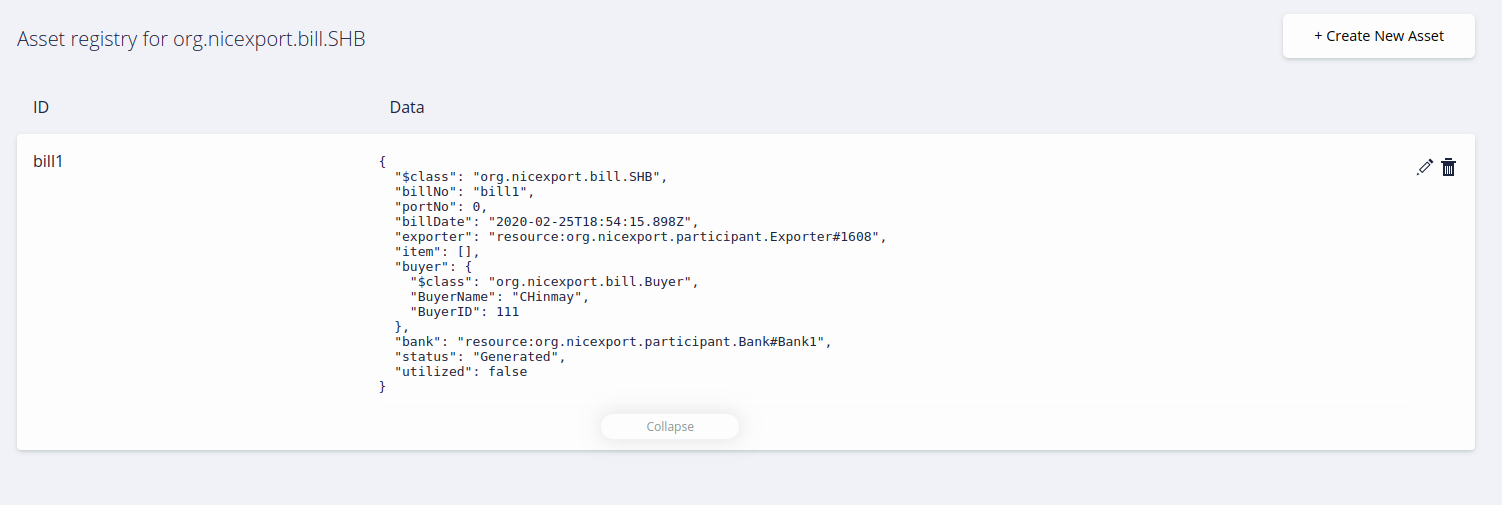 Asset registry for org.nicexport.bill.SHB
+ Create New Asset
ID
Data
bill1
{
  "$class": "org.nicexport.bill.SHB",
  "billNo": "bill1",
  "portNo": 0,
  "billDate": "2020-02-25T18:54:15.898Z",
  "exporter": "resource:org.nicexport.participant.Exporter#1608",
  "item": [],
  "buyer": {
    "$class": "org.nicexport.bill.Buyer",
    "BuyerName": "CHinmay",
    "BuyerID": 111
  },
  "bank": "resource:org.nicexport.participant.Bank#Bank1",
  "status": "Generated",
  "utilized": false
}
Collapse